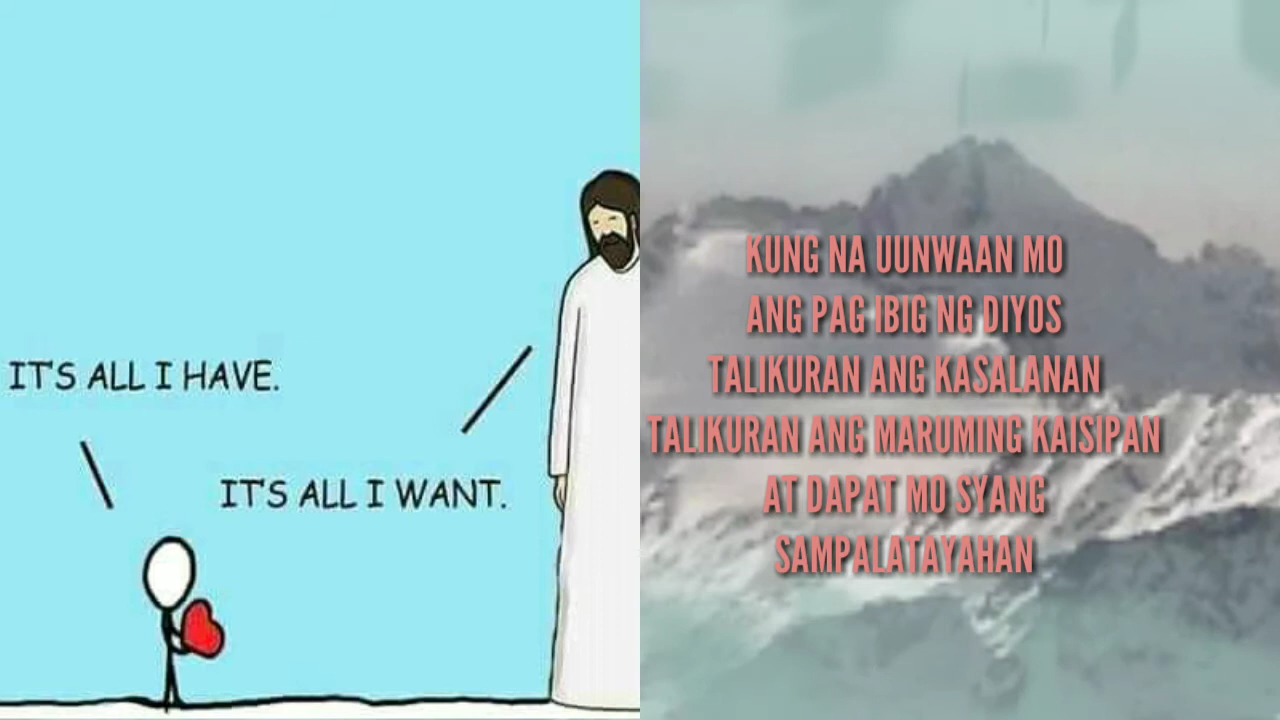 IT'S ALL I HAVE.
IT'S ALL I WANT.
KUNG NA UUNWAAN MO
ANG PAG IBIG NG DIYOS
TALIKURAN ANG KASALANAN
TALIKURAN ANG MARUMING KAISIPAN
AT DAPAT MO SYANG
SAMPALATAYAHAN